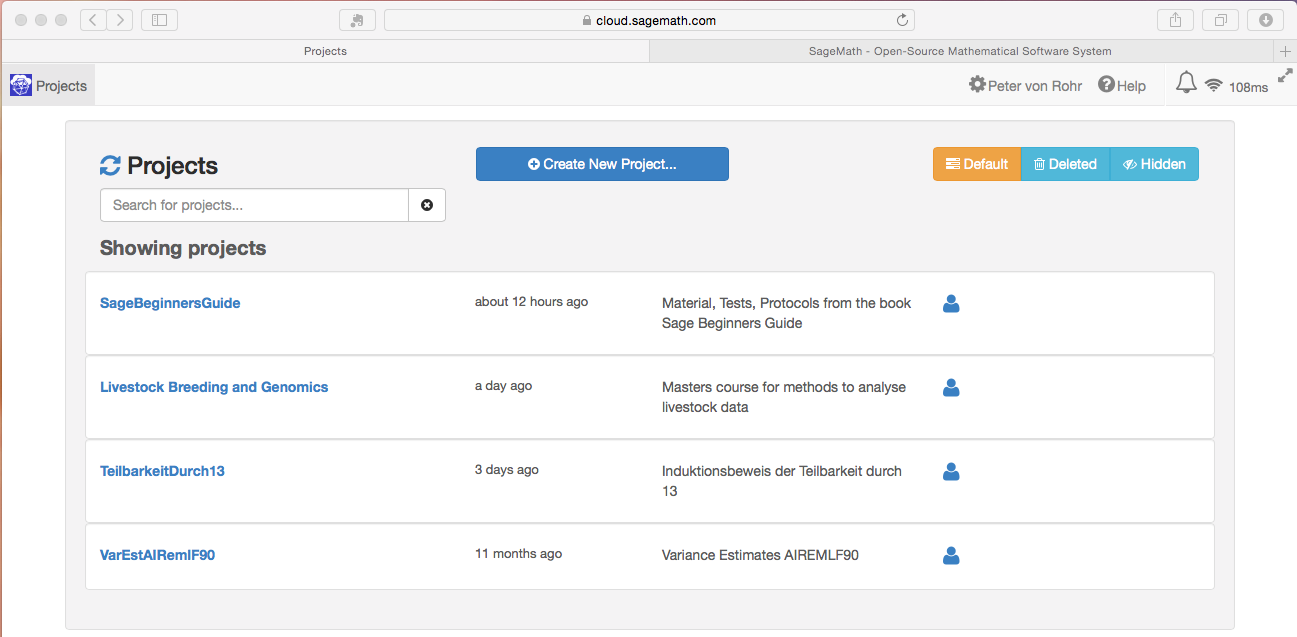 cloud.sagemath.com
Projects
SageMath - Open-Source Mathematical Software System
Projects
Peter von Rohr
Help
108ms
Projects
Create New Project...
Default
Deleted
Hidden
Search for projects...
Showing projects
SageBeginnersGuide
about 12 hours ago
Material, Tests, Protocols from the book
Sage Beginners Guide
Livestock Breeding and Genomics
a day ago
Masters course for methods to analyse
livestock data
TeilbarkeitDurch13
3 days ago
Induktionsbeweis der Teilbarkeit durch
13
VarEstAIRemlF90
11 months ago
Variance Estimates AIREMLF90